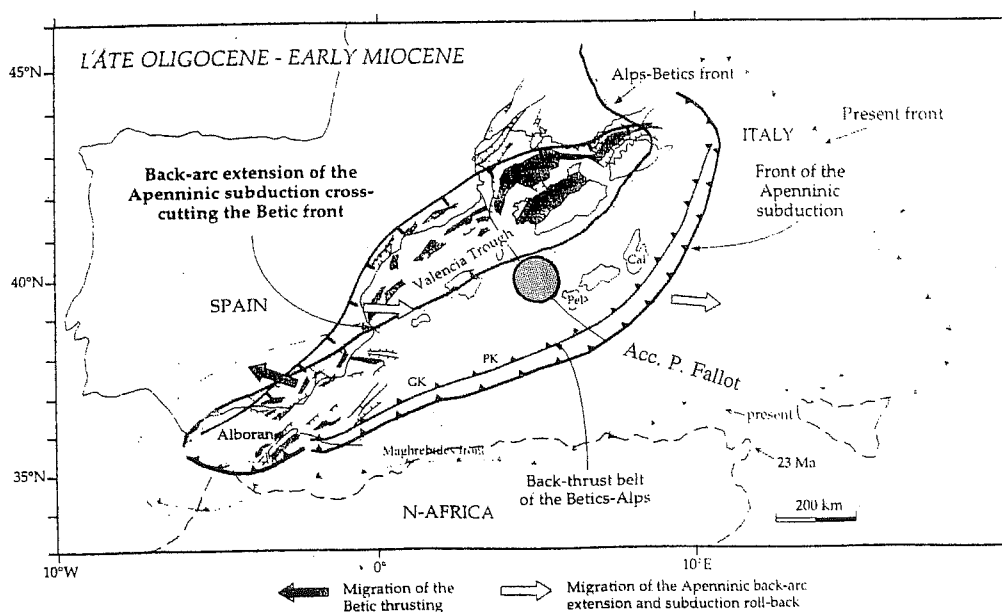 LATE OLIGOCENE - EARLY MIOCENE
45°N
40°N
35°N
Alps-Betics front
Present front
ITALY
Front of the
Apenninic
subduction
Back-arc extension of the
Apenninic subduction cross-
cutting the Betic front
Valencia Trough
Cal
Pel
SPAIN
PK
GK
Acc. P. Fallot
Alboran
Maghrebides front
present
23 Ma
Back-thrust belt
of the Betics-Alps
N-AFRICA
200 km
10°W
0°
10°E
Migration of the
Betic thrusting
Migration of the Apenninic back-arc
extension and subduction roll-back